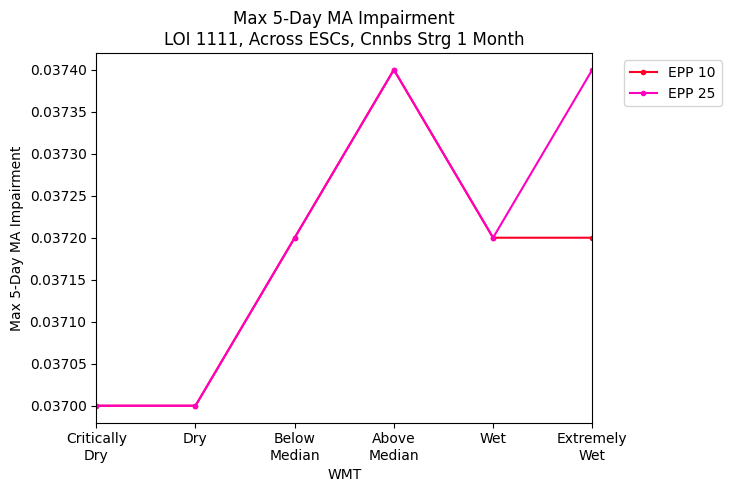 Max 5-Day MA Impairment
LOI 1111, Across ESCs, Cnnbs Strg 1 Month
EPP 10
EPP 25
Max 5-Day MA Impairment
0.03740
0.03735
0.03730
0.03725
0.03720
0.03715
0.03710
0.03705
0.03700
Critically
Dry
Dry
Below
Median
Above
Median
Wet
Extremely
Wet
WMT